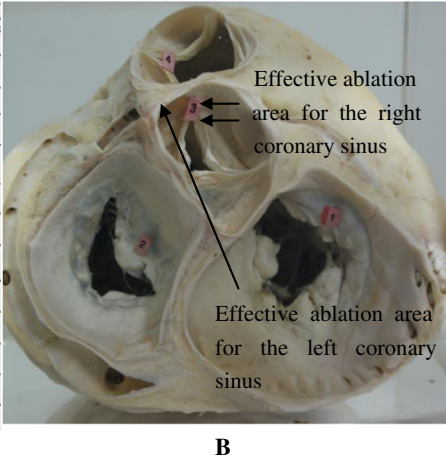 4
Effective ablation
3
area for the right
coronary sinus
1
2
Effective ablation area
for the left coronary
sinus
B